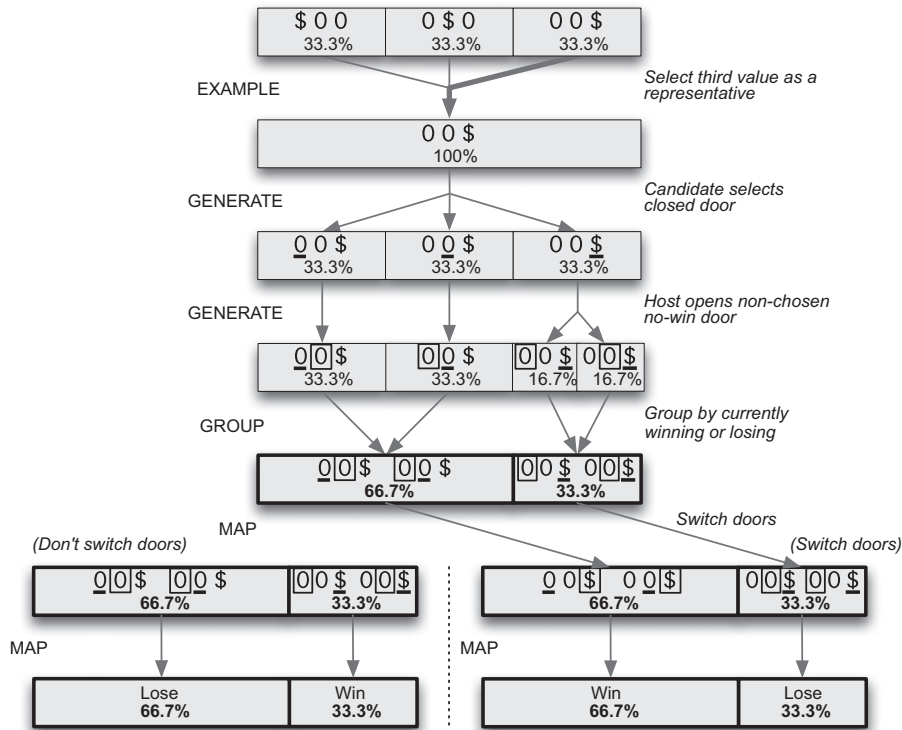 $ 0 0 0 $ 0 0 0 $
33.3% 33.3% 33.3%
EXAMPLE
Select third value as a
representative
0 0 $
100%
GENERATE
Candidate selects
closed door
0 0 $ 0 0 $ 0 0 $
33.3% 33.3% 33.3%
GENERATE
Host opens non-chosen
no-win door
0 0 $ 0 0 $ 0 0 $ 0 0 $
33.3% 33.3% 16.7% 16.7%
GROUP
Group by currently
winning or losing
0 0 $ 0 0 $ 0 0 $ 0 0 $
66.7% 33.3%
MAP
Switch doors
(Don't switch doors)
(Switch doors)
0 0 $ 0 0 $ 0 0 $ 0 0 $
66.7% 33.3%
0 0 $ 0 0 $ 0 0 $ 0 0 $
66.7% 33.3%
MAP
MAP
Lose Win
66.7% 33.3%
Win Lose
66.7% 33.3%